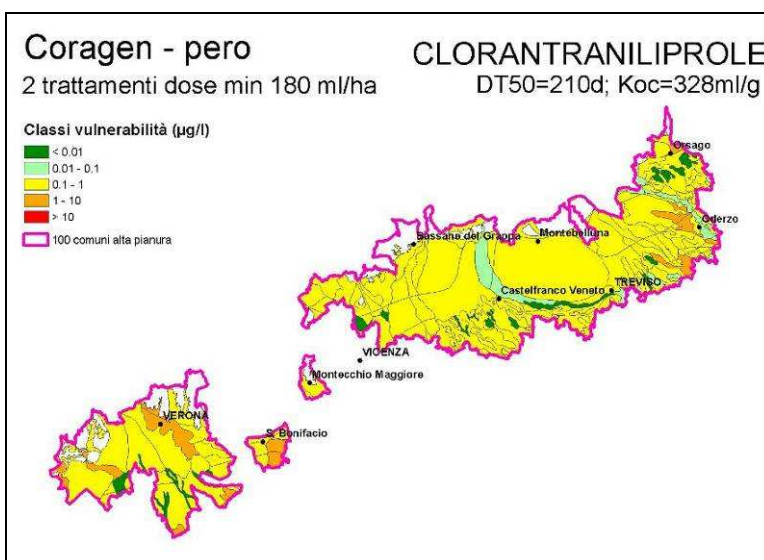 Coragen - pero
2 trattamenti dose min 180 ml/ha
CLORANTRANILIPROLE
DT50=210d; Koc=328ml/g
Classi vulnerabilità (µg/l)
< 0.01
0.01 - 0.1
0.1 - 1
1 - 10
> 10
100 comuni alta pianura
Orsago
Oderzo
Bassano del Grappa
Montebelluna
Castelfranco Veneto
TREVISO
VICENZA
Montecchio Maggiore
VERONA
S. Bonifacio